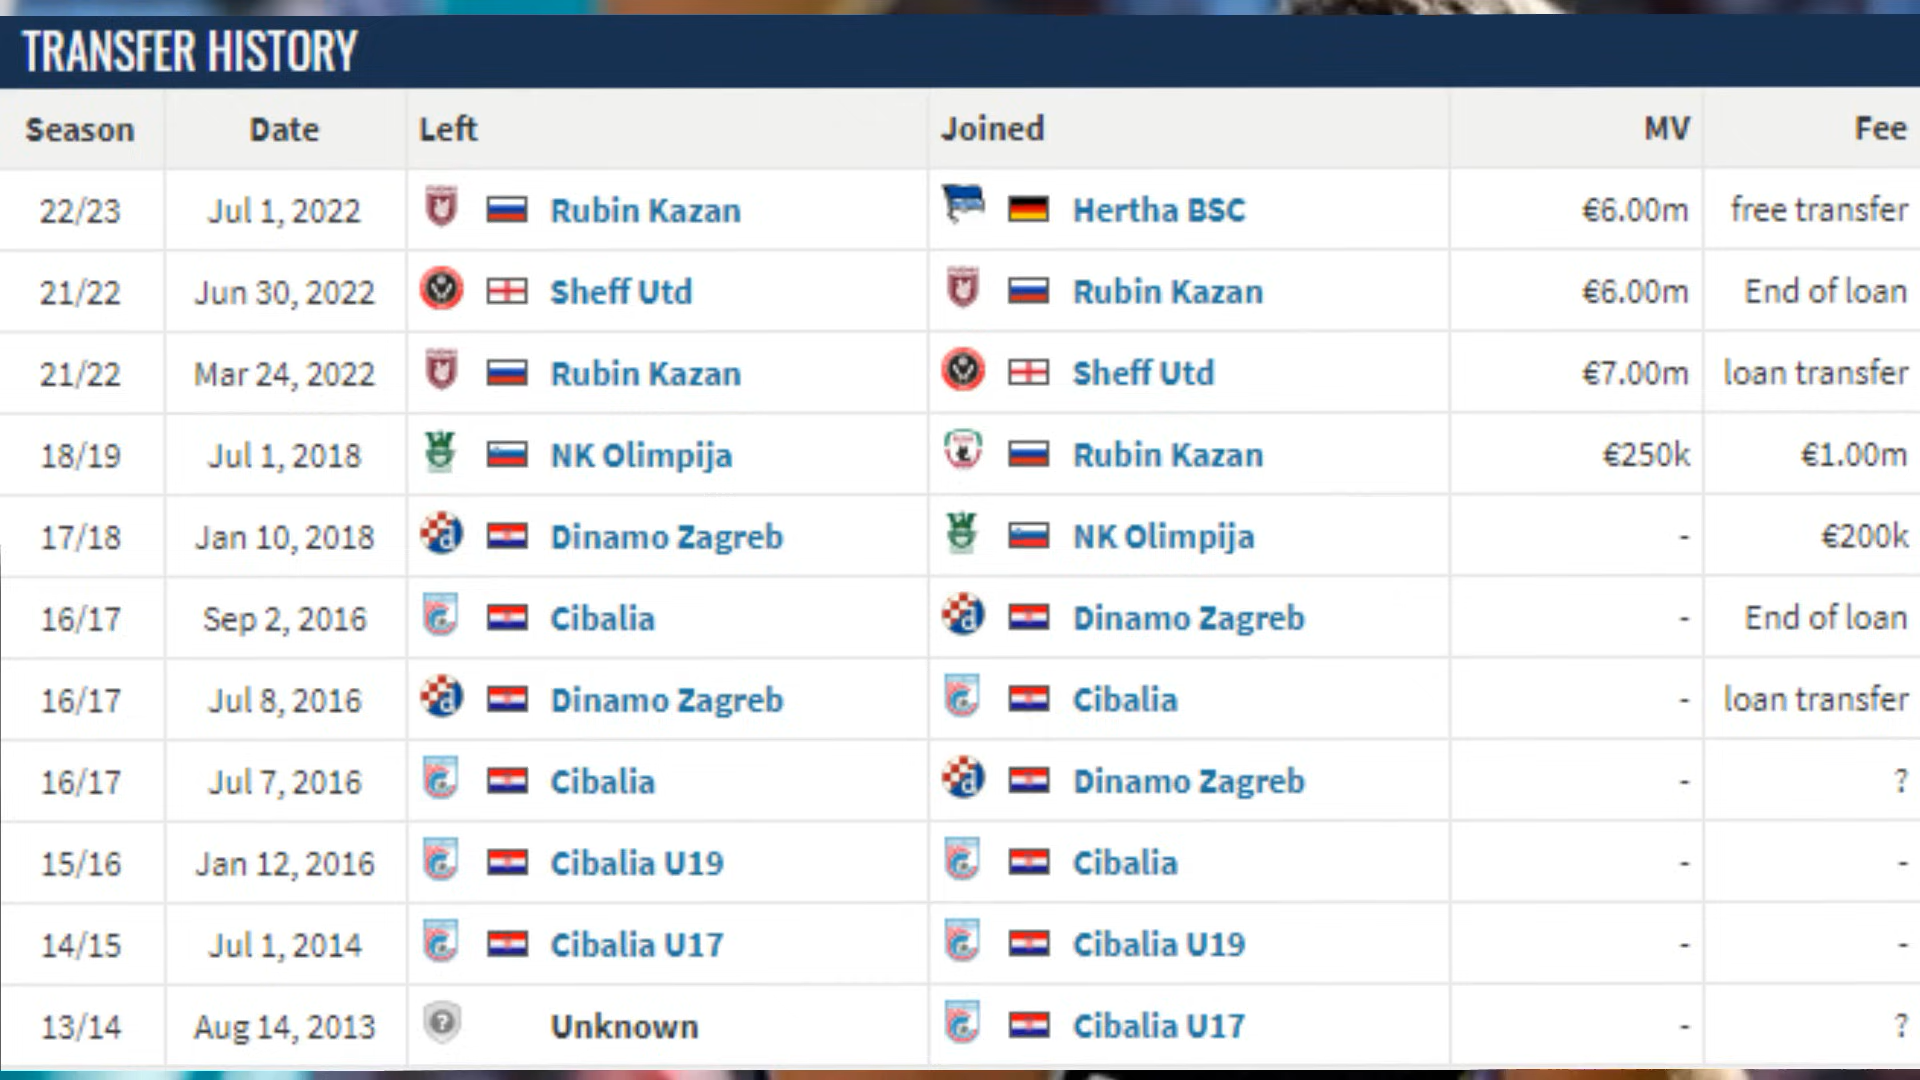 TRANSFER HISTORY
Season Date Left Joined MV Fee
22/23 Jul 1, 2022 Rubin Kazan Hertha BSC €6.00m free transfer
21/22 Jun 30, 2022 Sheff Utd Rubin Kazan €6.00m End of loan
21/22 Mar 24, 2022 Rubin Kazan Sheff Utd €7.00m loan transfer
18/19 Jul 1, 2018 NK Olimpija Rubin Kazan €250k €1.00m
17/18 Jan 10, 2018 Dinamo Zagreb NK Olimpija - €200k
16/17 Sep 2, 2016 Cibalia Dinamo Zagreb - End of loan
16/17 Jul 8, 2016 Dinamo Zagreb Cibalia - loan transfer
16/17 Jul 7, 2016 Cibalia Dinamo Zagreb - ?
15/16 Jan 12, 2016 Cibalia U19 Cibalia - -
14/15 Jul 1, 2014 Cibalia U17 Cibalia U19 - -
13/14 Aug 14, 2013 ? Unknown Cibalia U17 - ?